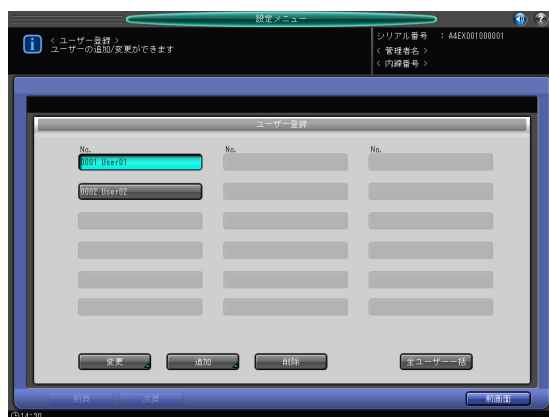 設定メニュー
< ユーザー登録 >
ユーザーの追加/変更ができます
シリアル番号 : A4EX001000001
< 管理者名 >
< 内線番号 >
ユーザー登録
No. No. No.
0001 User01
0002 User02
変更 追加 削除 全ユーザー一括
前頁 次頁 前画面
14:30